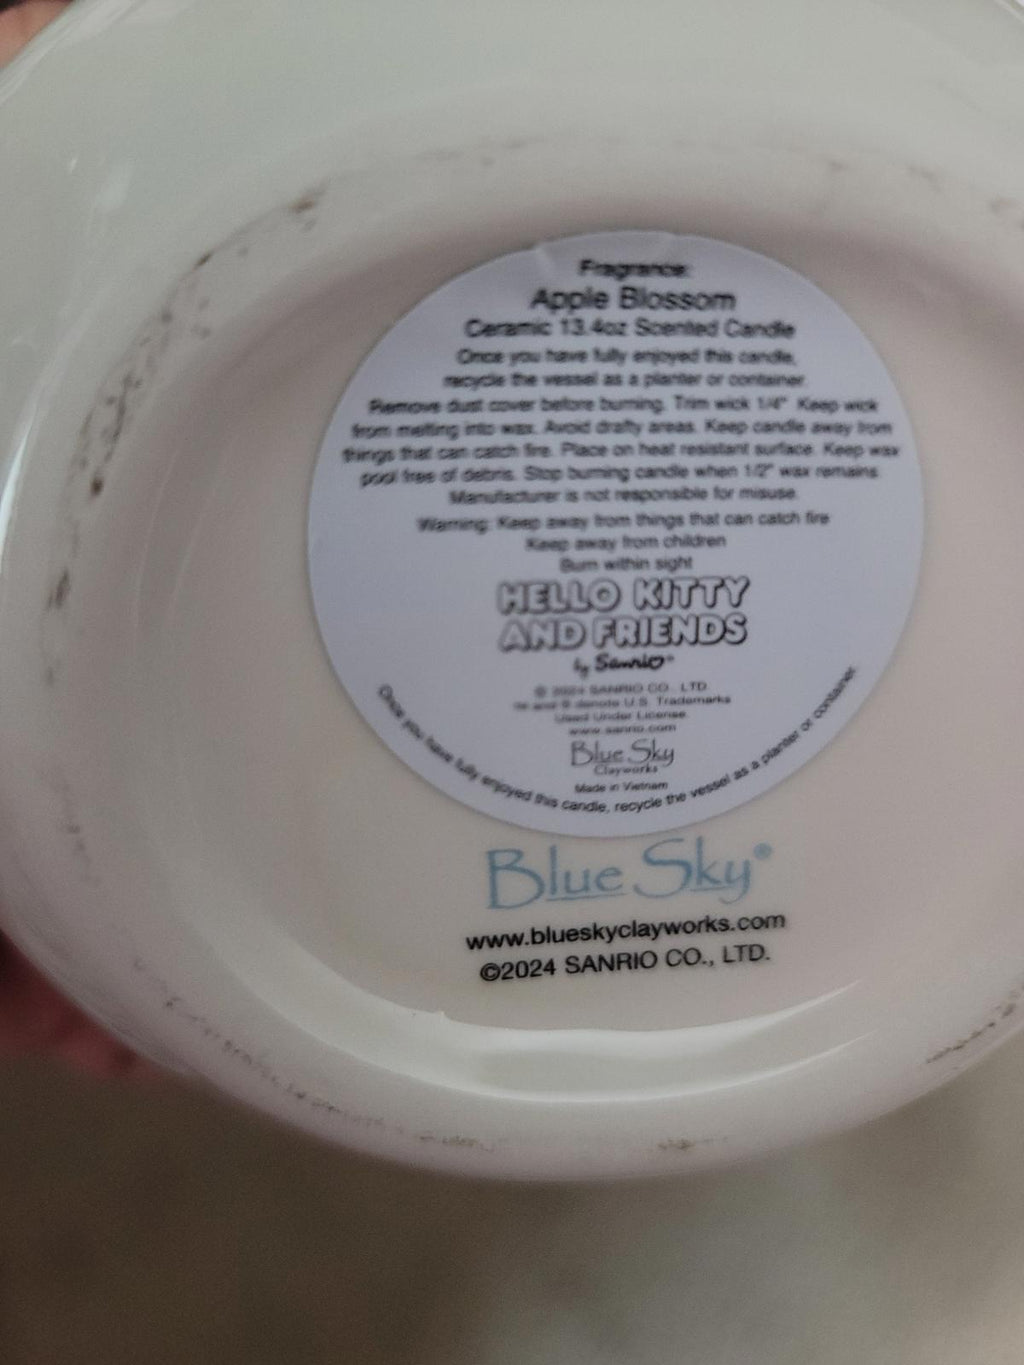 Fragrance:
Apple Blossom
Ceramic 13.4oz Scented Candle
Once you have fully enjoyed this candle,
recycle the vessel as a planter or container.
Remove dust cover before burning. Trim wick 1/4" Keep wick
from melting into wax. Avoid drafty areas. Keep candle away from
things that can catch fire. Place on heat resistant surface. Keep wax
pool free of debris. Stop burning candle when 1/2" wax remains
Manufacturer is not responsible for misuse.
Warning: Keep away from things that can catch fire
Keep away from children
Burn within sight
HELLO KITTY
AND FRIENDS
by Sanrio®
© 2024 SANRIO CO., LTD.
™ and ® denote U.S. Trademarks
Used Under License.
www.sanrio.com
Blue Sky
Clayworks
Made in Vietnam
Once you have fully enjoyed this candle, recycle the vessel as a planter or container.
Blue Sky®
www.blueskyclayworks.com
©2024 SANRIO CO., LTD.